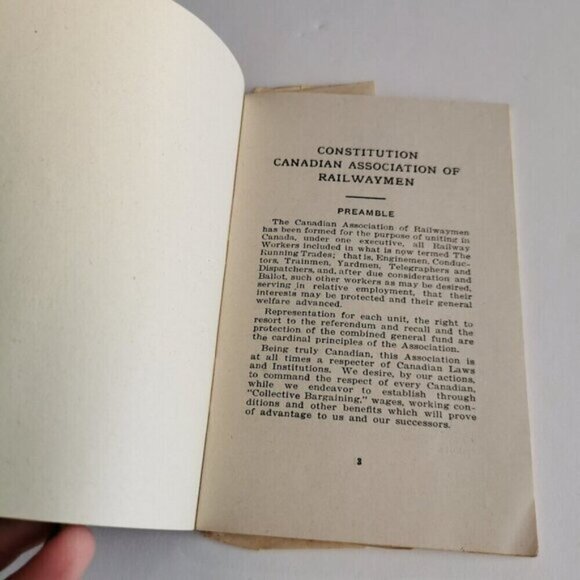 CONSTITUTION
CANADIAN ASSOCIATION OF
RAILWAYMEN
PREAMBLE
The Canadian Association of Railwaymen
has been formed for the purpose of uniting in
Canada, under one executive, all Railway
Workers included in what is now termed The
Running Trades; that is, Enginemen, Conduc-
tors, Trainmen, Yardmen, Telegraphers and
Dispatchers, and, after due consideration and
Ballot, such other workers as may be desired,
serving in relative employment, that their
interests may be protected and their general
welfare advanced.
Representation for each unit, the right to
resort to the referendum and recall and the
protection of the combined general fund are
the cardinal principles of the Association.
Being truly Canadian, this Association is
at all times a respecter of Canadian Laws
and Institutions. We desire, by our actions,
to command the respect of every Canadian,
while we endeavor to establish through
"Collective Bargaining," wages, working con-
ditions and other benefits which will prove
of advantage to us and our successors.
3